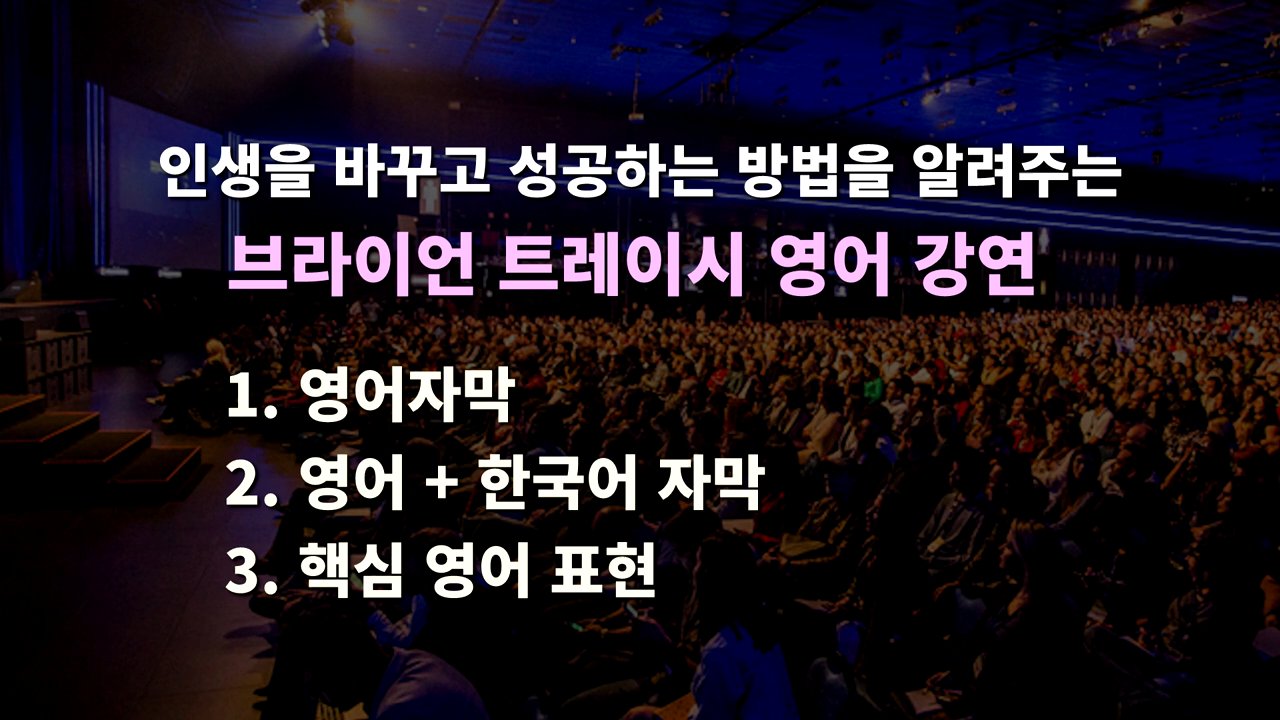 인생을 바꾸고 성공하는 방법을 알려주는
브라이언 트레이시 영어 강연
1. 영어자막
2. 영어 + 한국어 자막
3. 핵심 영어 표현